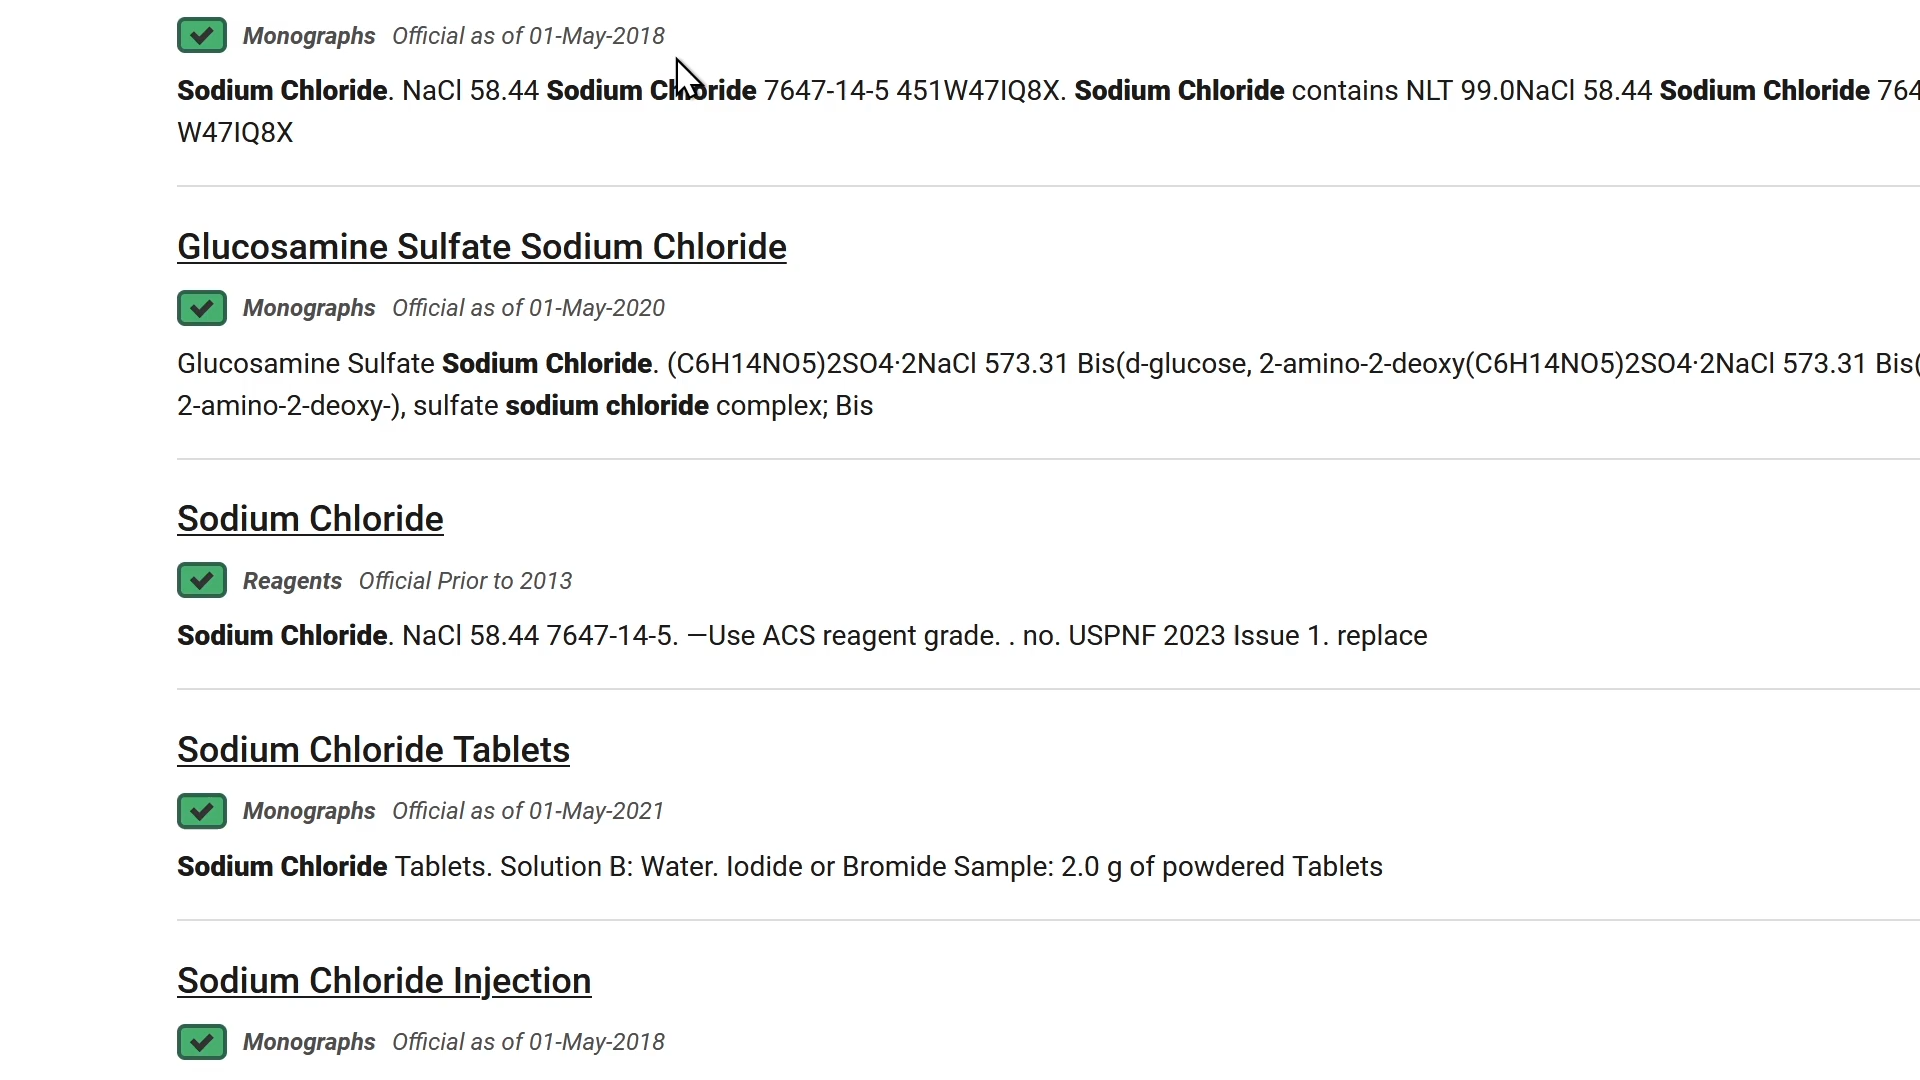 Monographs Official as of 01-May-2018
Sodium Chloride. NaCl 58.44 Sodium Chloride 7647-14-5 451W47IQ8X. Sodium Chloride contains NLT 99.0NaCl 58.44 Sodium Chloride 764
W47IQ8X
Glucosamine Sulfate Sodium Chloride
Monographs Official as of 01-May-2020
Glucosamine Sulfate Sodium Chloride. (C6H14NO5)2SO4·2NaCl 573.31 Bis(d-glucose, 2-amino-2-deoxy(C6H14NO5)2SO4·2NaCl 573.31 Bis(
2-amino-2-deoxy-), sulfate sodium chloride complex; Bis
Sodium Chloride
Reagents Official Prior to 2013
Sodium Chloride. NaCl 58.44 7647-14-5. —Use ACS reagent grade. . no. USPNF 2023 Issue 1. replace
Sodium Chloride Tablets
Monographs Official as of 01-May-2021
Sodium Chloride Tablets. Solution B: Water. Iodide or Bromide Sample: 2.0 g of powdered Tablets
Sodium Chloride Injection
Monographs Official as of 01-May-2018